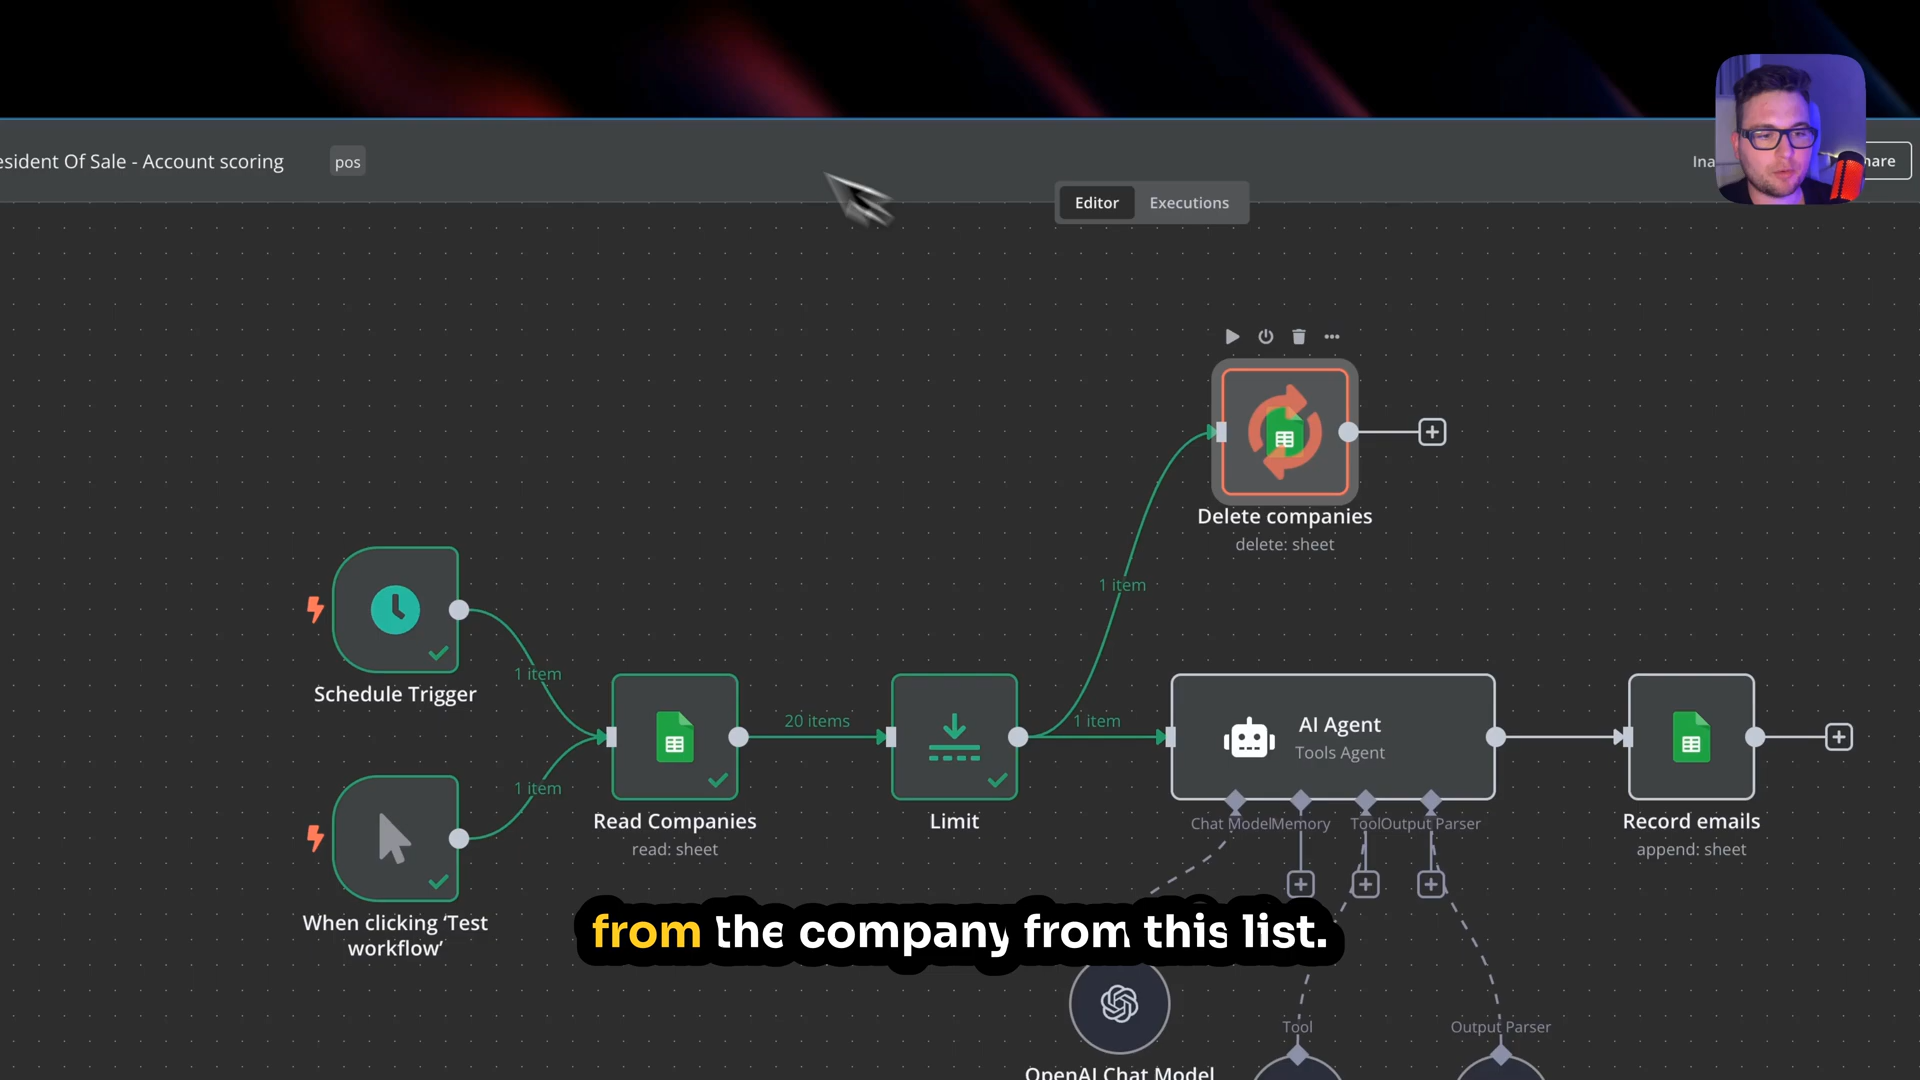 esident Of Sale - Account scoring
pos
Ina
hare
Editor
Executions
Delete companies
delete: sheet
1 item
Schedule Trigger
1 item
20 items
1 item
AI Agent
Tools Agent
1 item
Read Companies
read: sheet
Limit
Chat Model
Memory
Tool
Output Parser
Record emails
append: sheet
When clicking ‘Test
workflow’
from the company from this list.
Tool
Output Parser
OpenAI Chat Model